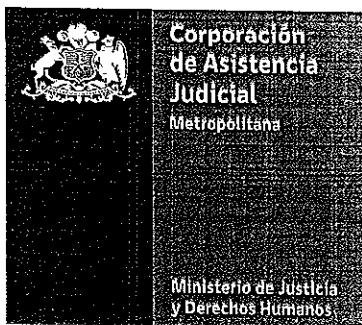 Corporación
de Asistencia
Judicial
Metropolitana
Ministerio de Justicia
y Derechos Humanos